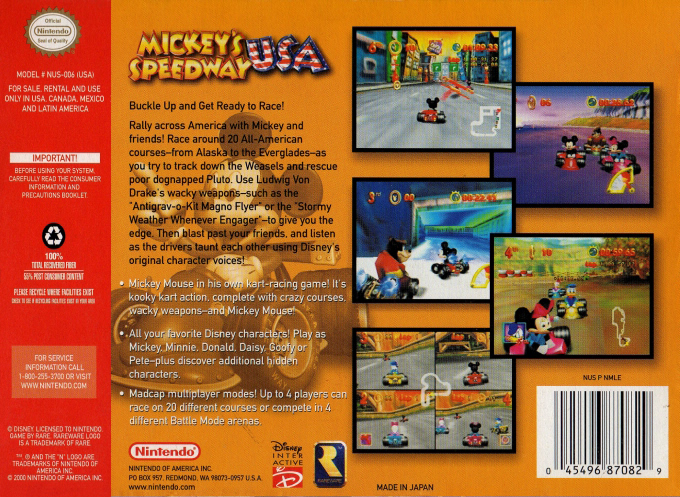 Official
Nintendo
Seal of Quality
MODEL # NUS-006 (USA)
FOR SALE, RENTAL AND USE
ONLY IN USA, CANADA, MEXICO
AND LATIN AMERICA
IMPORTANT!
BEFORE USING YOUR SYSTEM,
CAREFULLY READ THE CONSUMER
INFORMATION AND
PRECAUTIONS BOOKLET.
100%
TOTAL RECOVERED FIBER
55% POST CONSUMER CONTENT
PLEASE RECYCLE WHERE FACILITIES EXIST
FOR SERVICE
INFORMATION CALL
1-800-255-3700 OR VISIT
WWW.NINTENDO.COM
© DISNEY. LICENSED TO NINTENDO.
GAME BY RARE. RAREWARE LOGO
IS A TRADEMARK OF RARE.
™, ® AND THE "N" LOGO ARE
TRADEMARKS OF NINTENDO OF
AMERICA INC.
© 2000 NINTENDO OF AMERICA INC.
MICKEY'S
SPEEDWAY USA
Buckle Up and Get Ready to Race!
Rally across America with Mickey and
friends! Race around 20 All-American
courses–from Alaska to the Everglades–as
you try to track down the Weasels and rescue
poor dognapped Pluto. Use Ludwig Von
Drake's wacky weapons–such as the
"Antigrav-o-Kit Magno Flyer" or the "Stormy
Weather Whenever Engager"–to give you the
edge. Then blast past your friends, and listen
as the drivers taunt each other using Disney's
original character voices!
• Mickey Mouse in his own kart-racing game! It's
kooky kart action, complete with crazy courses,
wacky weapons–and Mickey Mouse!
• All your favorite Disney characters! Play as
Mickey, Minnie, Donald, Daisy, Goofy or
Pete–plus discover additional hidden
characters.
• Madcap multiplayer modes! Up to 4 players can
race on 20 different courses or compete in 4
different Battle Mode arenas.
Nintendo
NINTENDO OF AMERICA INC.
PO BOX 957, REDMOND, WA 98073-0957 U.S.A.
www.nintendo.com
Disney
INTER
ACTIVE
D
R
RAREWARE
MADE IN JAPAN
NUS P NMLE
0 45496 87082 9